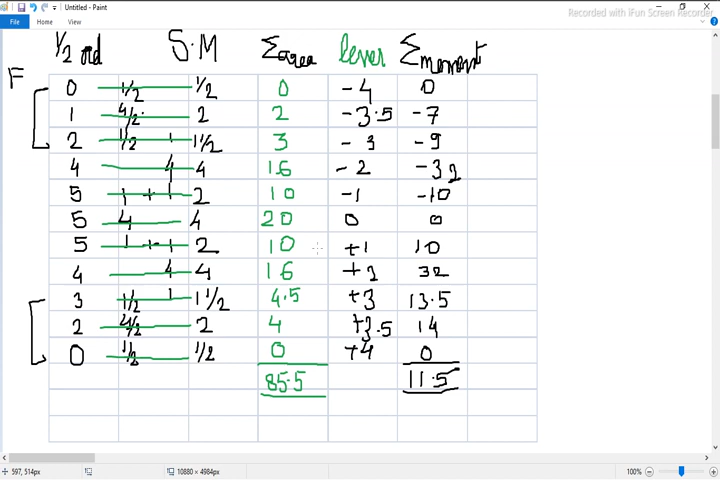 Untitled - Paint
Recorded with iFun Screen Recorder
File Home View
1/2 ord S.M Σarea lever Σmoment
F
0 1/2 1/2 0 -4 0
1 4/2 2 2 -3.5 -7
2 1/2 1 1 1/2 3 -3 -9
4 4 4 16 -2 -32
5 1 + 1 2 10 -1 -10
5 4 4 20 0 0
5 1 + 1 2 10 +1 10
4 4 4 16 +2 32
3 1/2 1 1 1/2 4.5 +3 13.5
2 4/2 2 4 +3.5 14
0 1/2 1/2 0 +4 0
85.5 11.5
597, 514px 10880 × 4984px 100%